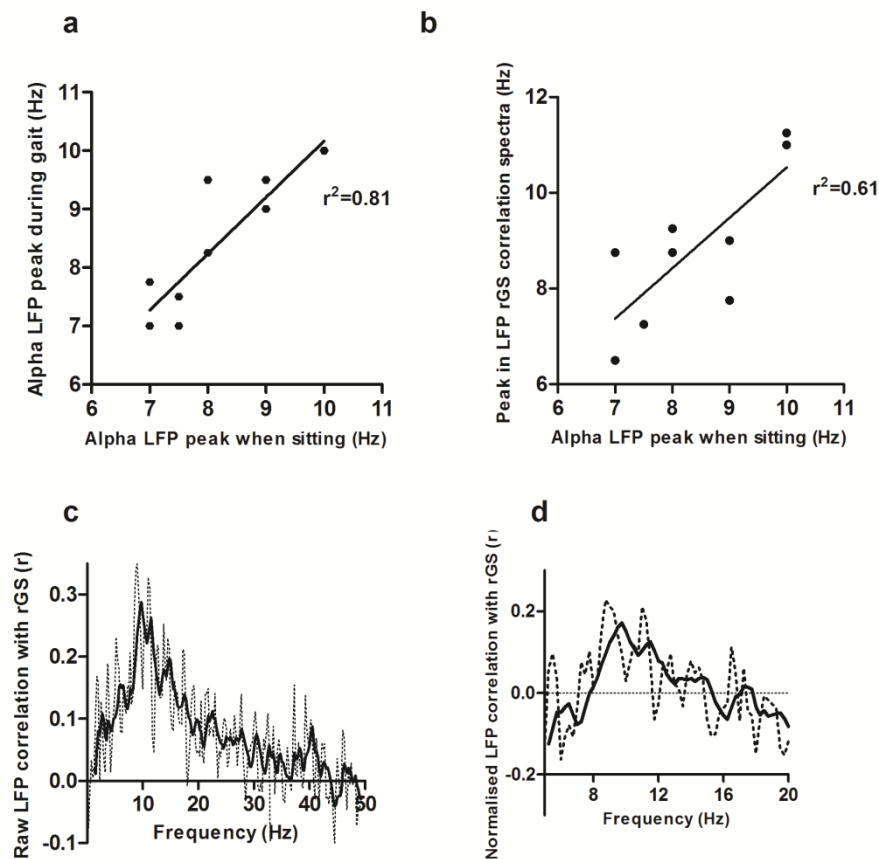 a
Alpha LFP peak during gait (Hz)
11
10
9
8
7
6
r²=0.81
6 7 8 9 10 11
Alpha LFP peak when sitting (Hz)
b
Peak in LFP rGS correlation spectra (Hz)
12
10
8
6
r²=0.61
6 7 8 9 10 11
Alpha LFP peak when sitting (Hz)
c
Raw LFP correlation with rGS (r)
0.3
0.2
0.1
0.0
-0.1
10 20 30 40 50
Frequency (Hz)
d
Normalised LFP correlation with rGS (r)
0.2
0.0
-0.2
8 12 16 20
Frequency (Hz)